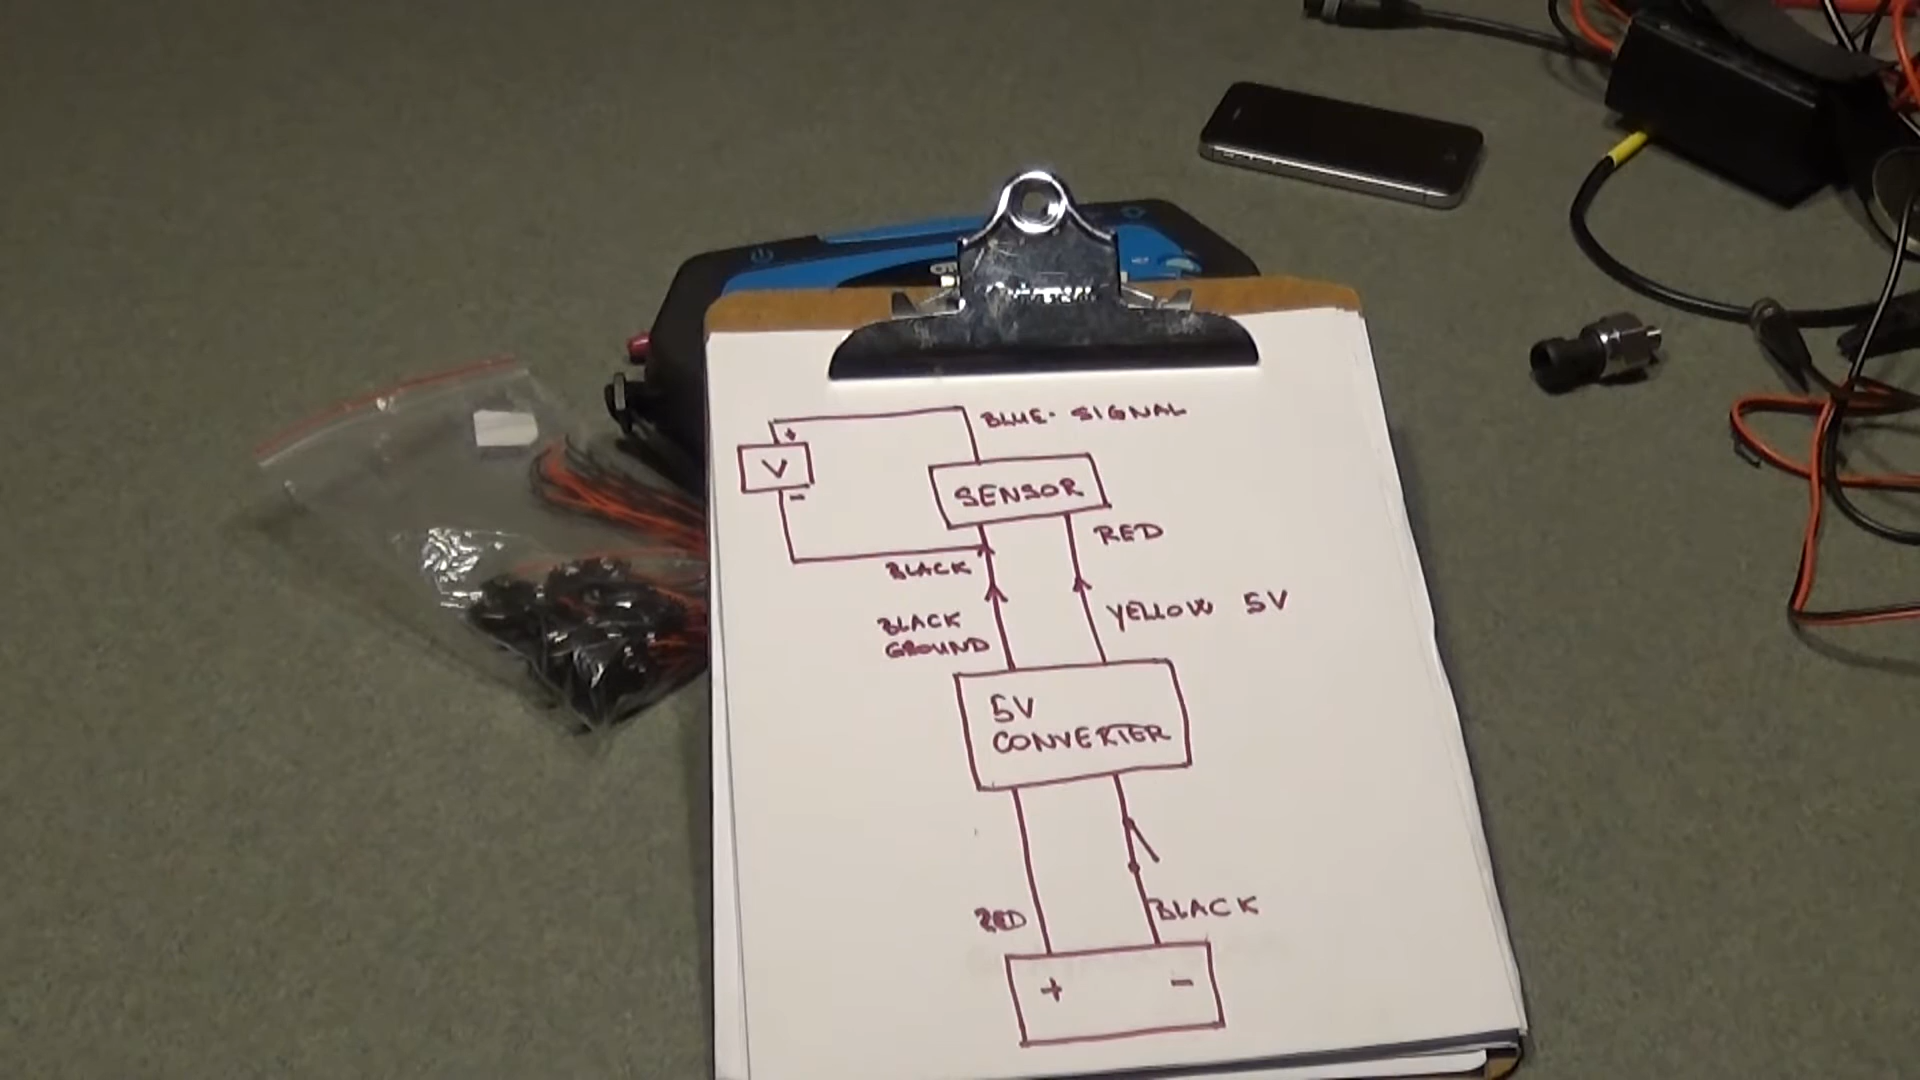 BLUE- SIGNAL
+
V
-
SENSOR
RED
BLACK
YELLOW 5V
BLACK
GROUND
5V
CONVERTER
RED
BLACK
+ -